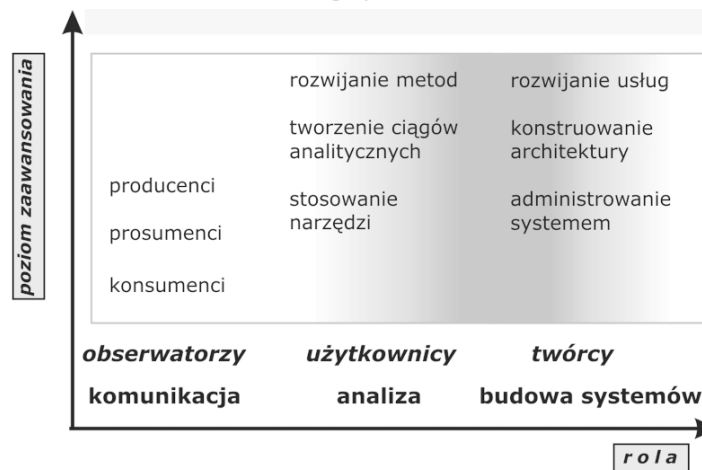 poziom zaawansowania
rozwijanie metod
rozwijanie usług
tworzenie ciągów
analitycznych
konstruowanie
architektury
producenci
stosowanie
narzędzi
administrowanie
systemem
prosumenci
konsumenci
obserwatorzy
użytkownicy
twórcy
komunikacja
analiza
budowa systemów
rola